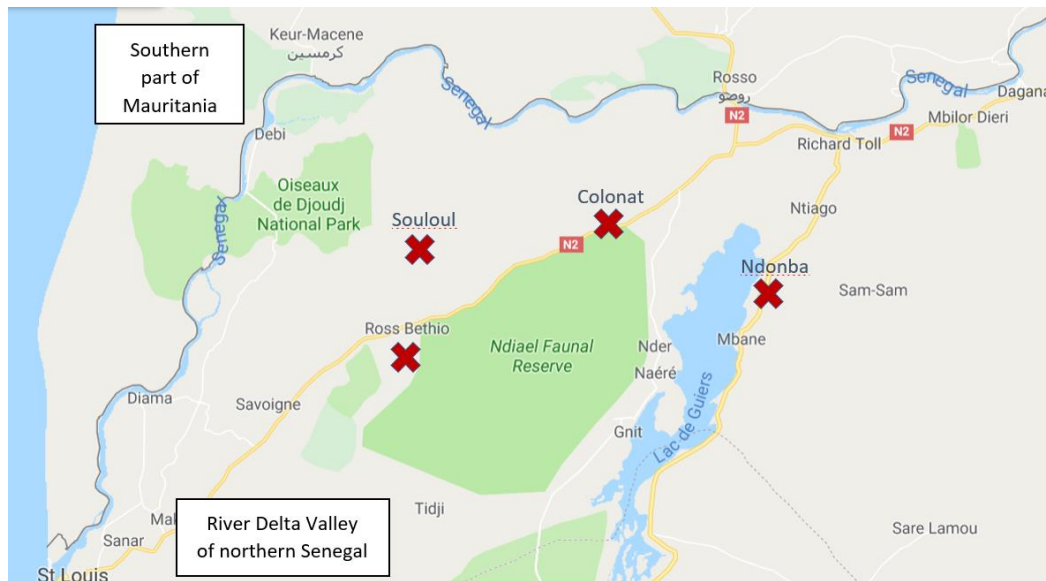 Southern
part of
Mauritania
Keur-Macene
كرمسين
Senegal
Rosso
روصو
N2
Senegal
Dagana
Mbilor Dieri
N2
Richard Toll
Debi
Oiseaux
de Djoudj
National Park
Senegal
Souloul
Colonat
N2
Ntiago
Ndonba
Sam-Sam
Ross Bethio
Ndiael Faunal
Reserve
Nder
Naéré
Mbane
Lac de Guiers
Diama
Savoigne
Gnit
Tidji
River Delta Valley
of northern Senegal
Mak
Sanar
Sare Lamou
St Louis